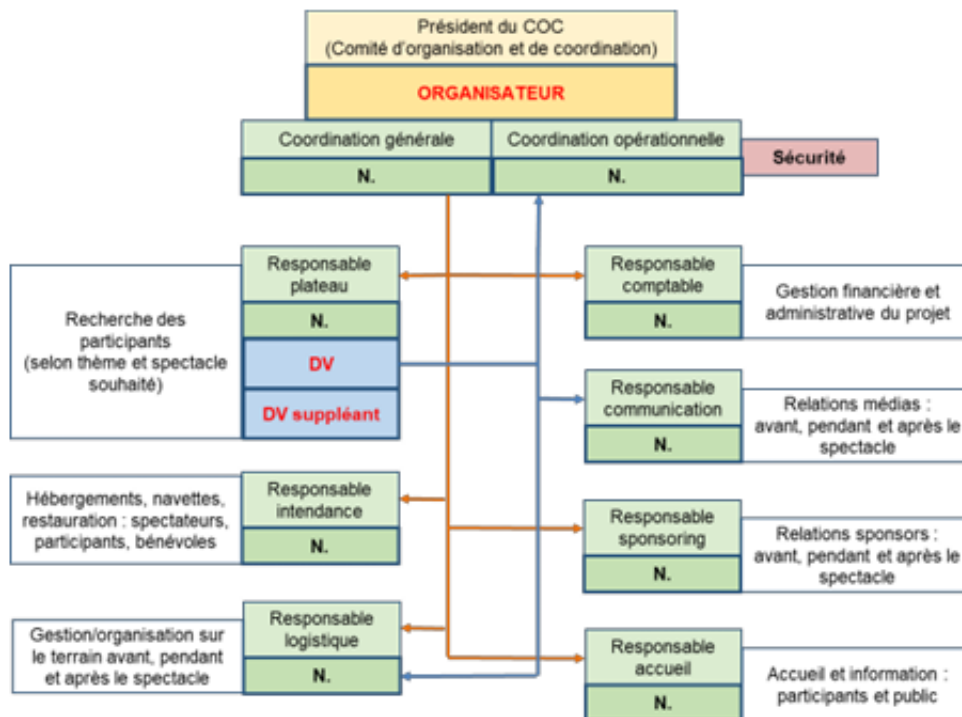 Président du COC
(Comité d'organisation et de coordination)
ORGANISATEUR
Coordination générale
N.
Coordination opérationnelle
N.
Sécurité
Recherche des
participants
(selon thème et spectacle
souhaité)
Responsable
plateau
N.
DV
DV suppléant
Responsable
comptable
N.
Gestion financière et
administrative du projet
Responsable
communication
N.
Relations médias :
avant, pendant et après le
spectacle
Hébergements, navettes,
restauration : spectateurs,
participants, bénévoles
Responsable
intendance
N.
Responsable
sponsoring
N.
Relations sponsors :
avant, pendant et après le
spectacle
Gestion/organisation sur
le terrain avant, pendant
et après le spectacle
Responsable
logistique
N.
Responsable
accueil
N.
Accueil et information :
participants et public